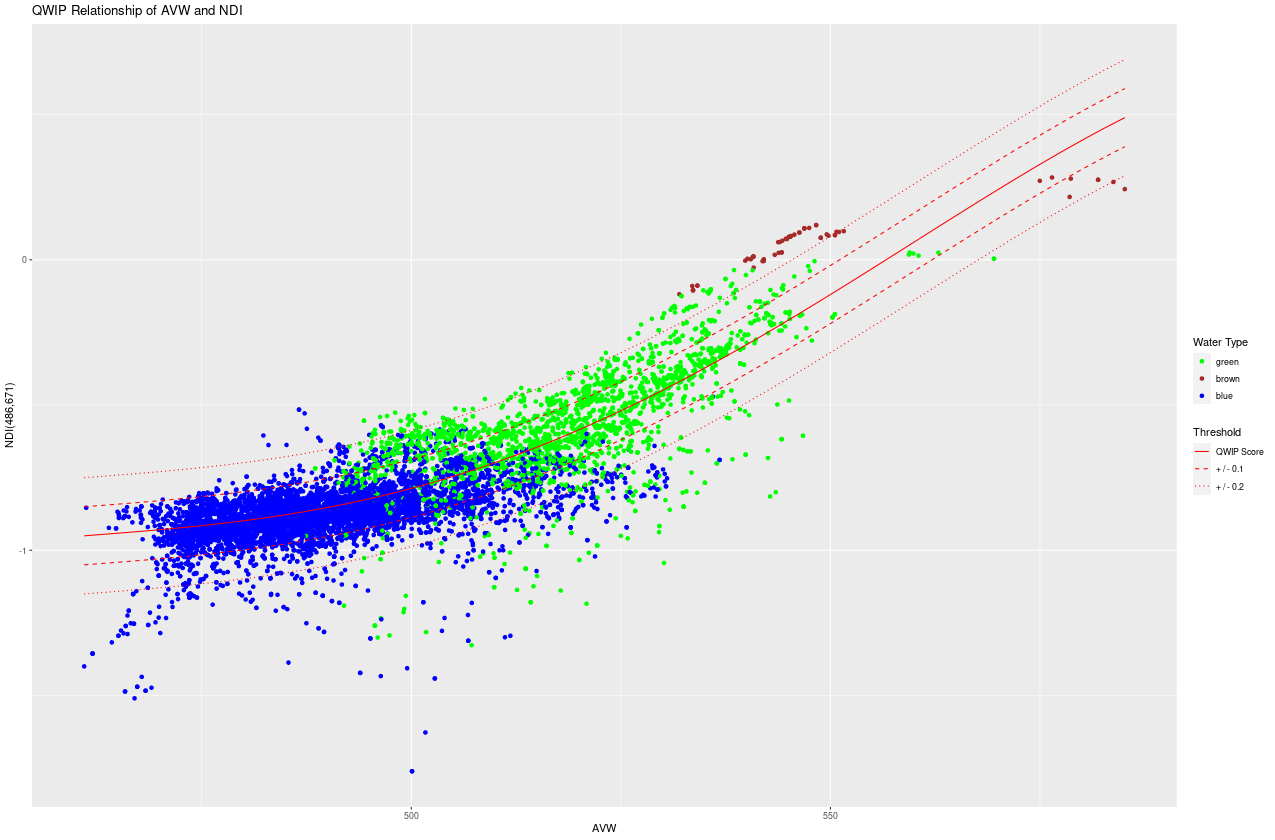 QWIP Relationship of AVW and NDI
NDI(486,671)
0
-1
500
550
AVW
Water Type
green
brown
blue
Threshold
QWIP Score
+ / - 0.1
+ / - 0.2